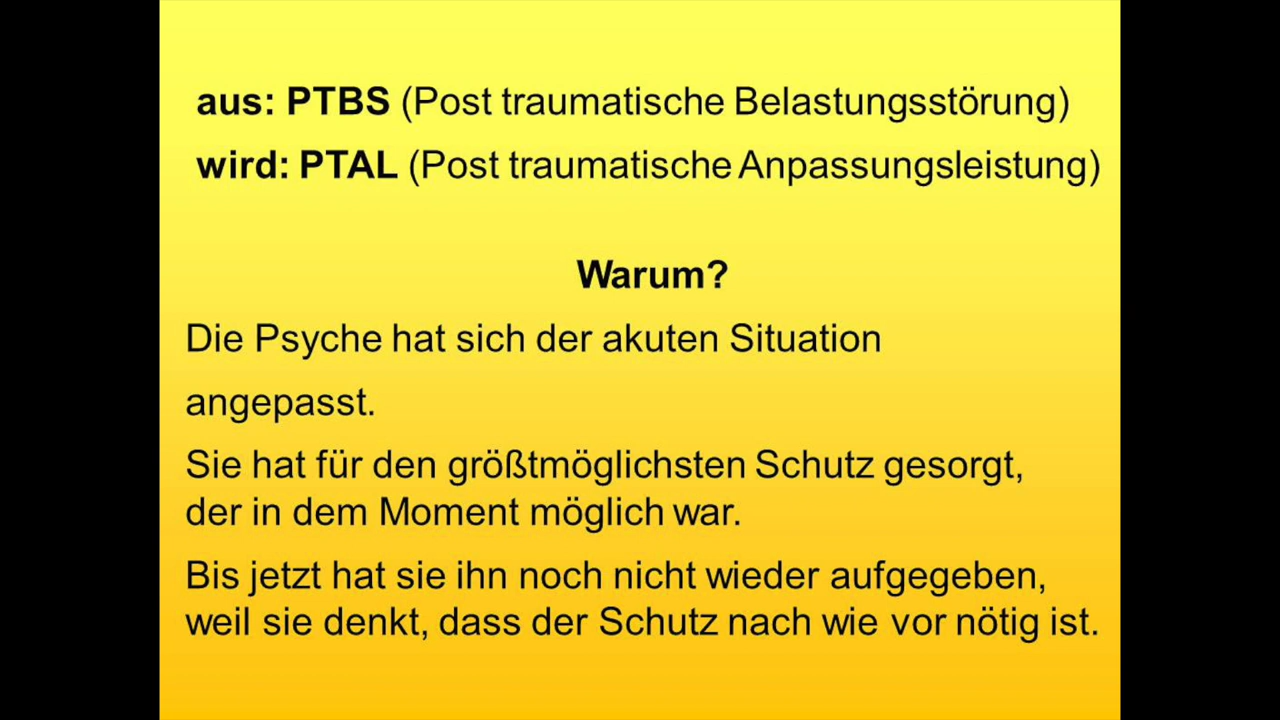 aus: PTBS (Post traumatische Belastungsstörung)
wird: PTAL (Post traumatische Anpassungsleistung)
Warum?
Die Psyche hat sich der akuten Situation
angepasst.
Sie hat für den größtmöglichsten Schutz gesorgt,
der in dem Moment möglich war.
Bis jetzt hat sie ihn noch nicht wieder aufgegeben,
weil sie denkt, dass der Schutz nach wie vor nötig ist.